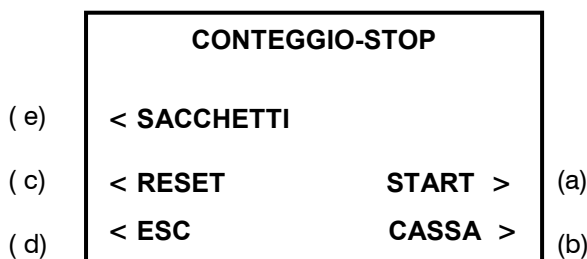 CONTEGGIO-STOP
( e) < SACCHETTI
( c) < RESET START > (a)
( d) < ESC CASSA > (b)